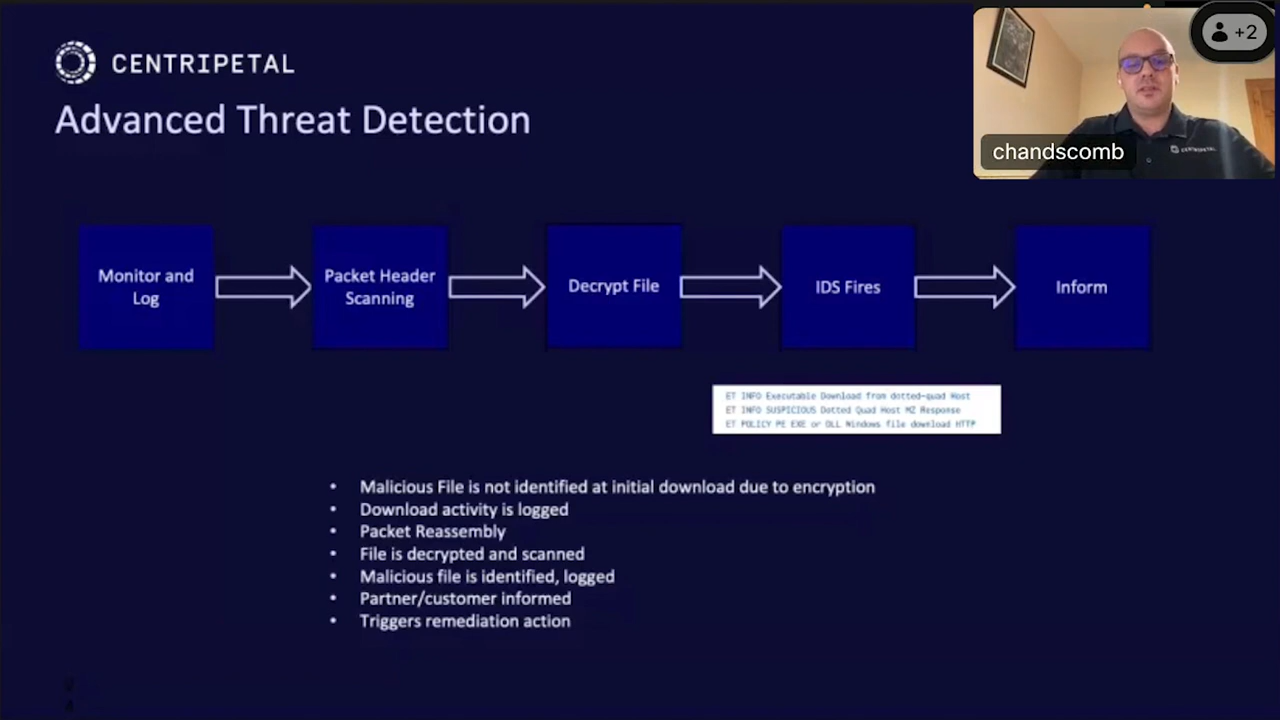 CENTRIPETAL
+2
Advanced Threat Detection
chandscomb
CENTRIPETAL
Monitor and
Log
Packet Header
Scanning
Decrypt File
IDS Fires
Inform
ET INFO Executable Download from dotted-quad Host
ET INFO SUSPICIOUS Dotted Quad Host MZ Response
ET POLICY PE EXE or DLL Windows file download HTTP
• Malicious File is not identified at initial download due to encryption
• Download activity is logged
• Packet Reassembly
• File is decrypted and scanned
• Malicious file is identified, logged
• Partner/customer informed
• Triggers remediation action